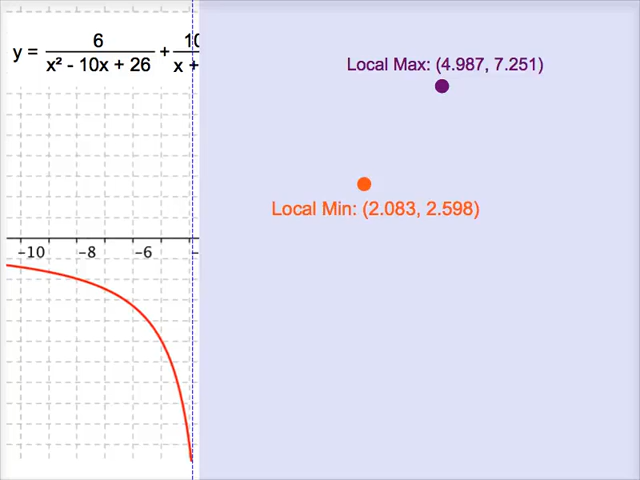 y = 6 / (x² - 10x + 26) + 10 / (x +
Local Max: (4.987, 7.251)
Local Min: (2.083, 2.598)
-10 -8 -6